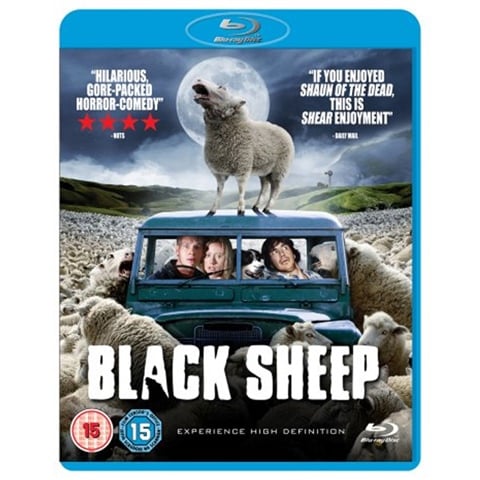 Blu-ray Disc
"HILARIOUS,
GORE-PACKED
HORROR-COMEDY"
- NUTS
"IF YOU ENJOYED
SHAUN OF THE DEAD,
THIS IS
SHEAR ENJOYMENT"
- DAILY MAIL
BLACK SHEEP
15
15
EXPERIENCE HIGH DEFINITION
Blu-ray Disc